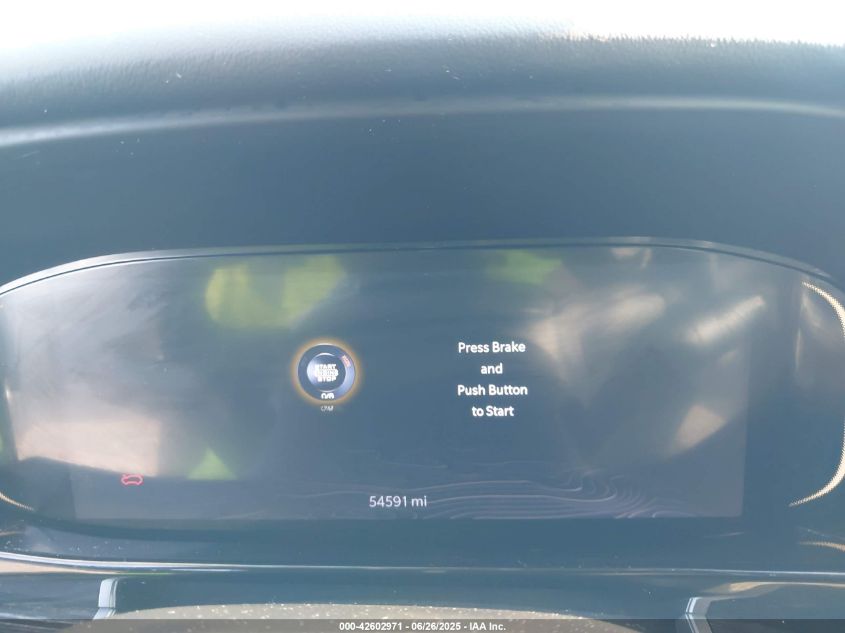 Press Brake
and
Push Button
to Start
START
ENGINE
STOP
54591 mi
000-42602971 - 06/26/2025 - IAA Inc.